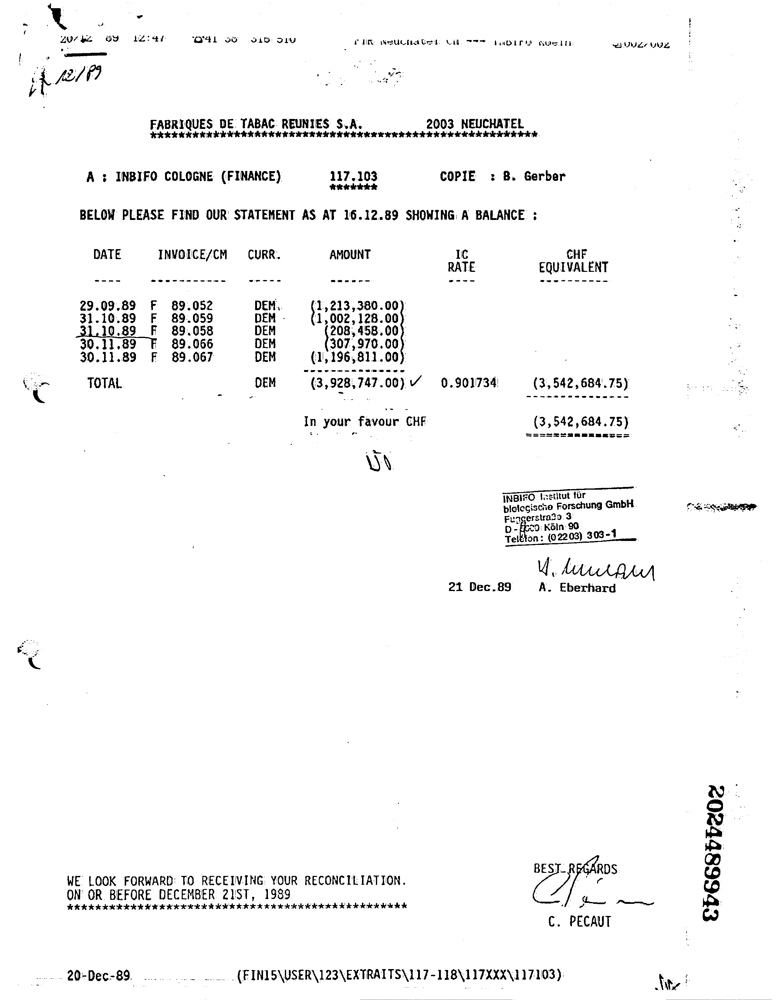 20/12 '89 12:47 ☎41 38 315 510 FTR Neuchatel CH --- Inbifo Koeln 002/002
12/89
FABRIQUES DE TABAC REUNIES S.A. 2003 NEUCHATEL
******************************************************
A : INBIFO COLOGNE (FINANCE) 117.103 COPIE : B. Gerber
*******
BELOW PLEASE FIND OUR STATEMENT AS AT 16.12.89 SHOWING A BALANCE :
DATE INVOICE/CM CURR. AMOUNT IC CHF
RATE EQUIVALENT
---- ----------- ----- ------ ---- ----------
29.09.89 F 89.052 DEM (1,213,380.00)
31.10.89 F 89.059 DEM (1,002,128.00)
31.10.89 F 89.058 DEM (208,458.00)
30.11.89 F 89.066 DEM (307,970.00)
30.11.89 F 89.067 DEM (1,196,811.00)
---------------
TOTAL DEM (3,928,747.00) ✓ 0.901734 (3,542,684.75)
---------------
In your favour CHF (3,542,684.75)
===============
INBIFO Institut für
biologische Forschung GmbH
Fuggerstraße 3
D - 5000 Köln 90
Telefon: (02203) 303-1
21 Dec.89 A. Eberhard
2024489943
BEST REGARDS
WE LOOK FORWARD TO RECEIVING YOUR RECONCILIATION.
ON OR BEFORE DECEMBER 21ST, 1989
*************************************************
C. PECAUT
20-Dec-89 (FIN15\USER\123\EXTRAITS\117-118\117XXX\117103)